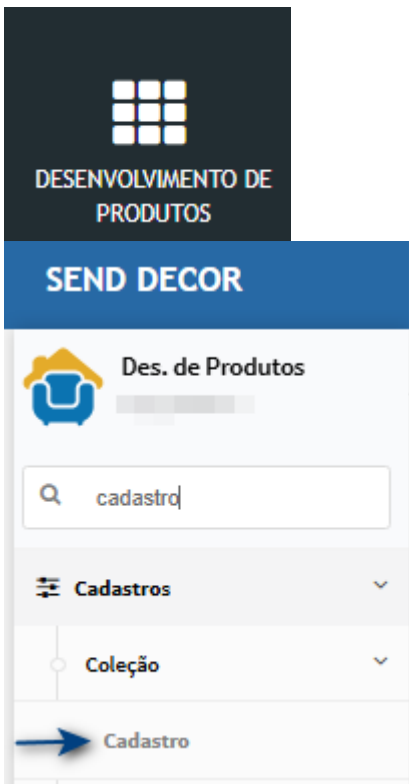 DESENVOLVIMENTO DE
PRODUTOS
SEND DECOR
Des. de Produtos
cadastro
Cadastros
Coleção
Cadastro